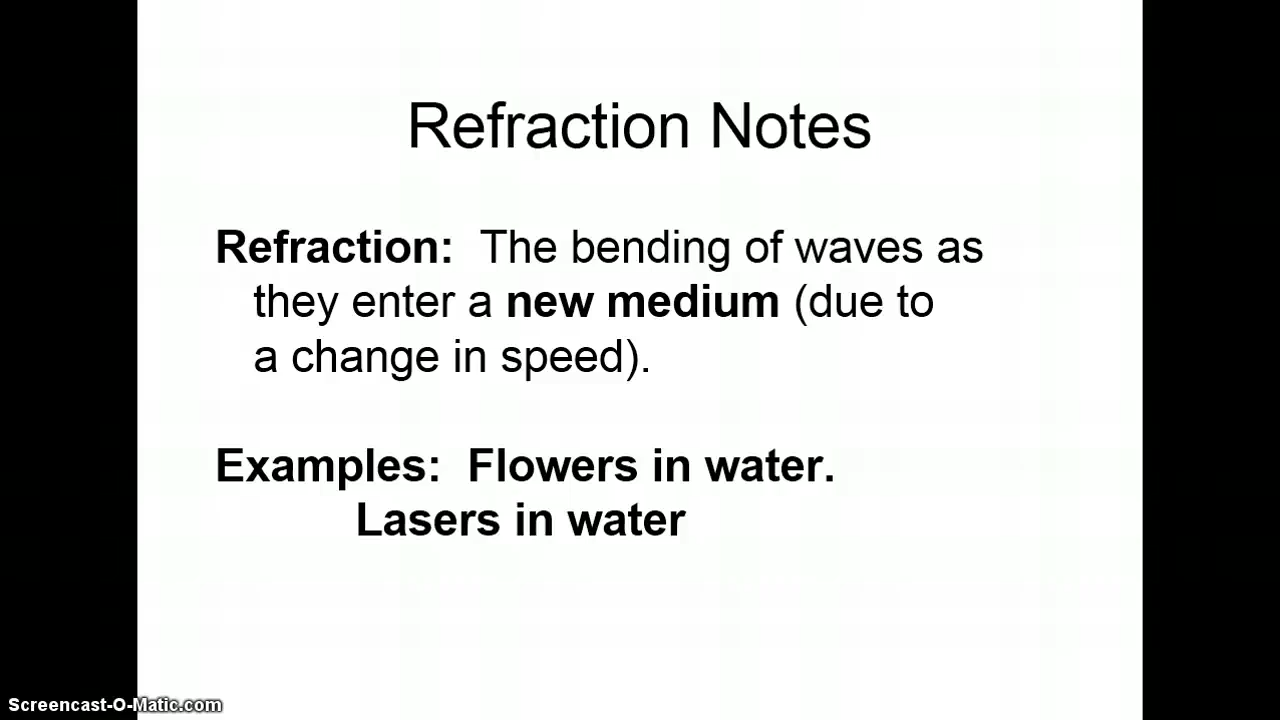 Refraction Notes
Refraction: The bending of waves as
they enter a new medium (due to
a change in speed).
Examples: Flowers in water.
Lasers in water
Screencast-O-Matic.com